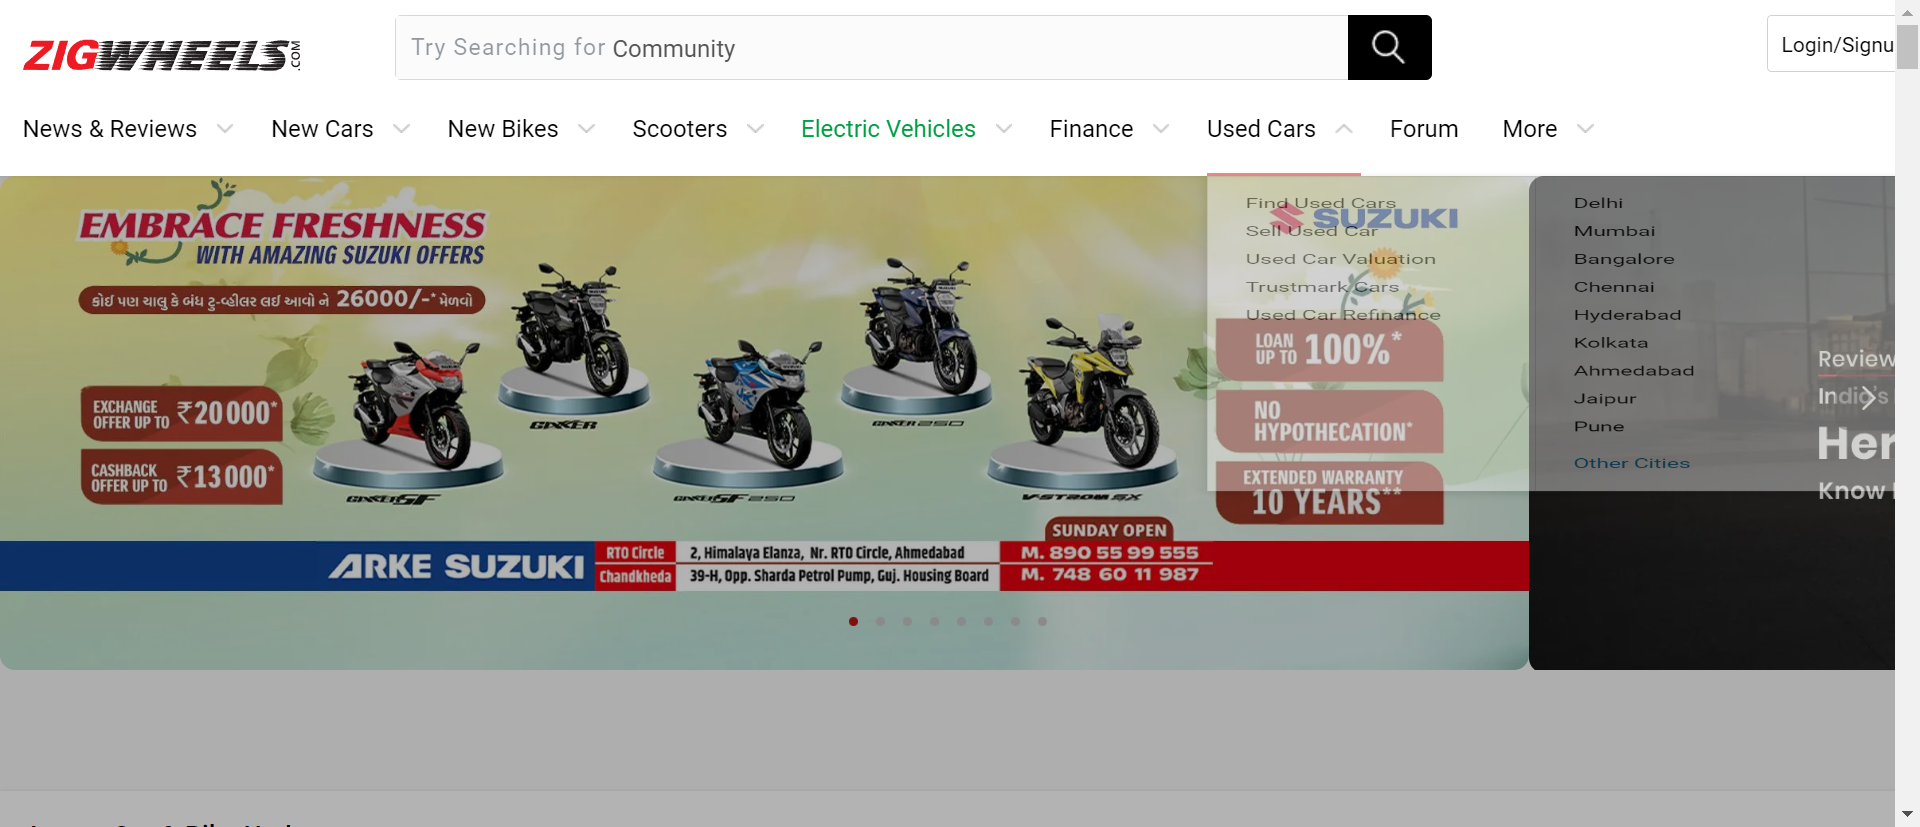 ZIGWHEELS.COM
Try Searching for Community
Login/Signu
News & Reviews
New Cars
New Bikes
Scooters
Electric Vehicles
Finance
Used Cars
Forum
More
EMBRACE FRESHNESS
WITH AMAZING SUZUKI OFFERS
કોઈ પણ ચાલુ કે બંધ ટુ-વ્હીલર લઈ આવો ને 26000/-* મેળવો
EXCHANGE
OFFER UP TO ₹20000*
CASHBACK
OFFER UP TO ₹13000*
GIXXER SF
GIXXER
GIXXER SF 250
GIXXER 250
V-STROM SX
SUZUKI
Find Used Cars
Sell Used Car
Used Car Valuation
Trustmark Cars
Used Car Refinance
LOAN
UP TO 100%*
NO
HYPOTHECATION*
EXTENDED WARRANTY
10 YEARS**
Delhi
Mumbai
Bangalore
Chennai
Hyderabad
Kolkata
Ahmedabad
Jaipur
Pune
Other Cities
Review
India's
Her
Know
SUNDAY OPEN
ARKE SUZUKI
RTO Circle
2, Himalaya Elanza, Nr. RTO Circle, Ahmedabad
M. 890 55 99 555
Chandkheda
39-H, Opp. Sharda Petrol Pump, Guj. Housing Board
M. 748 60 11 987